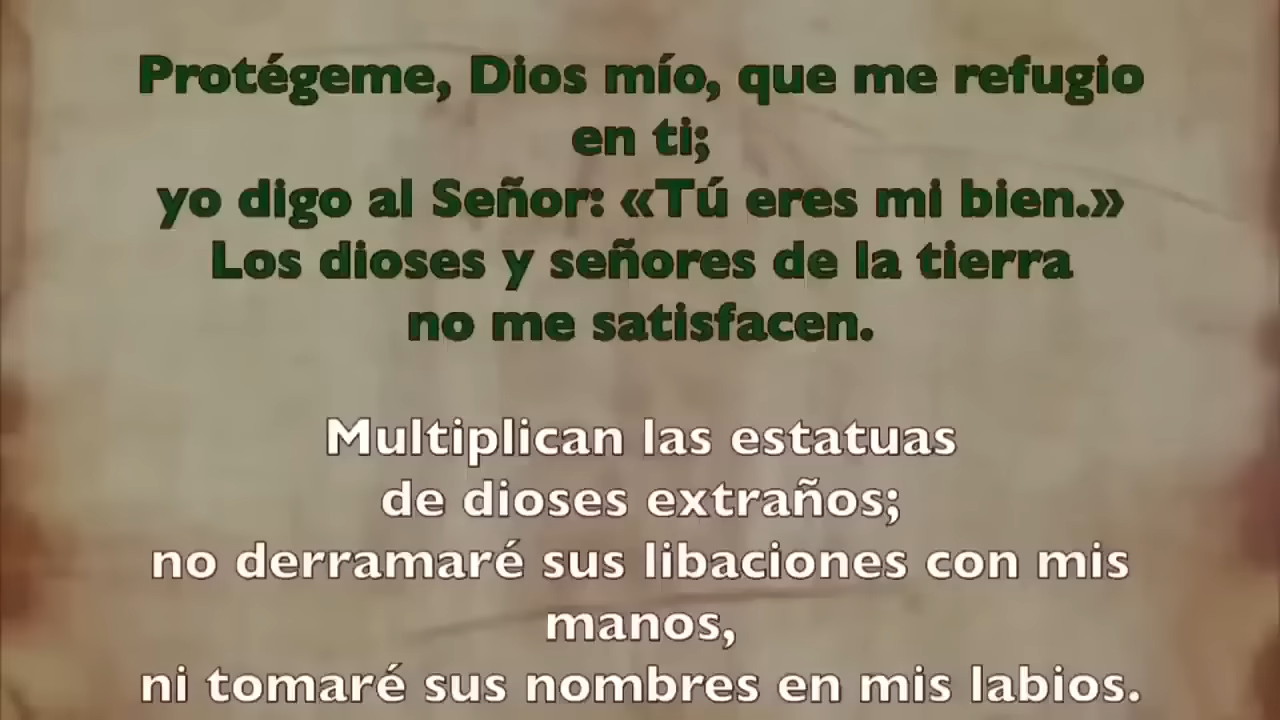 Protégeme, Dios mío, que me refugio
en ti;
yo digo al Señor: «Tú eres mi bien.»
Los dioses y señores de la tierra
no me satisfacen.
Multiplican las estatuas
de dioses extraños;
no derramaré sus libaciones con mis
manos,
ni tomaré sus nombres en mis labios.